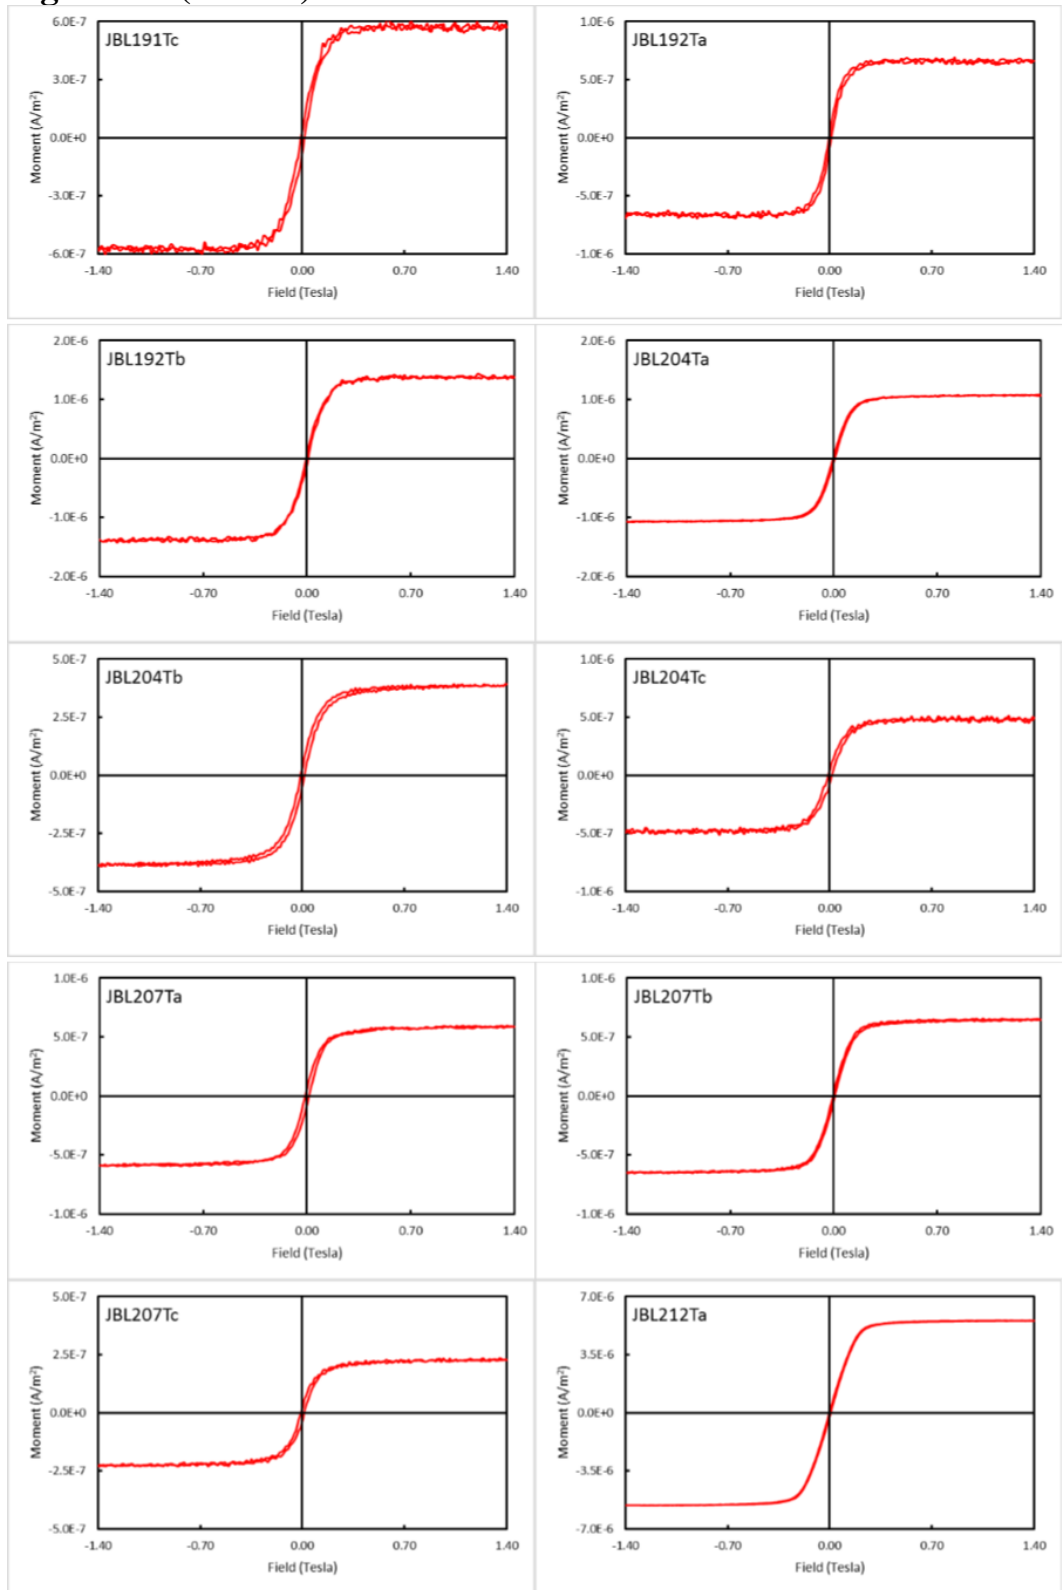 JBL191Tc
6.0E-7
3.0E-7
0.0E+0
-3.0E-7
-6.0E-7
Moment (A/m²)
-1.40 -0.70 0.00 0.70 1.40
Field (Tesla)
JBL192Ta
1.0E-6
5.0E-7
0.0E+0
-5.0E-7
-1.0E-6
Moment (A/m²)
-1.40 -0.70 0.00 0.70 1.40
Field (Tesla)
JBL192Tb
2.0E-6
1.0E-6
0.0E+0
-1.0E-6
-2.0E-6
Moment (A/m²)
-1.40 -0.70 0.00 0.70 1.40
Field (Tesla)
JBL204Ta
2.0E-6
1.0E-6
0.0E+0
-1.0E-6
-2.0E-6
Moment (A/m²)
-1.40 -0.70 0.00 0.70 1.40
Field (Tesla)
JBL204Tb
5.0E-7
2.5E-7
0.0E+0
-2.5E-7
-5.0E-7
Moment (A/m²)
-1.40 -0.70 0.00 0.70 1.40
Field (Tesla)
JBL204Tc
1.0E-6
5.0E-7
0.0E+0
-5.0E-7
-1.0E-6
Moment (A/m²)
-1.40 -0.70 0.00 0.70 1.40
Field (Tesla)
JBL207Ta
1.0E-6
5.0E-7
0.0E+0
-5.0E-7
-1.0E-6
Moment (A/m²)
-1.40 -0.70 0.00 0.70 1.40
Field (Tesla)
JBL207Tb
1.0E-6
5.0E-7
0.0E+0
-5.0E-7
-1.0E-6
Moment (A/m²)
-1.40 -0.70 0.00 0.70 1.40
Field (Tesla)
JBL207Tc
5.0E-7
2.5E-7
0.0E+0
-2.5E-7
-5.0E-7
Moment (A/m²)
-1.40 -0.70 0.00 0.70 1.40
Field (Tesla)
JBL212Ta
7.0E-6
3.5E-6
0.0E+0
-3.5E-6
-7.0E-6
Moment (A/m²)
-1.40 -0.70 0.00 0.70 1.40
Field (Tesla)